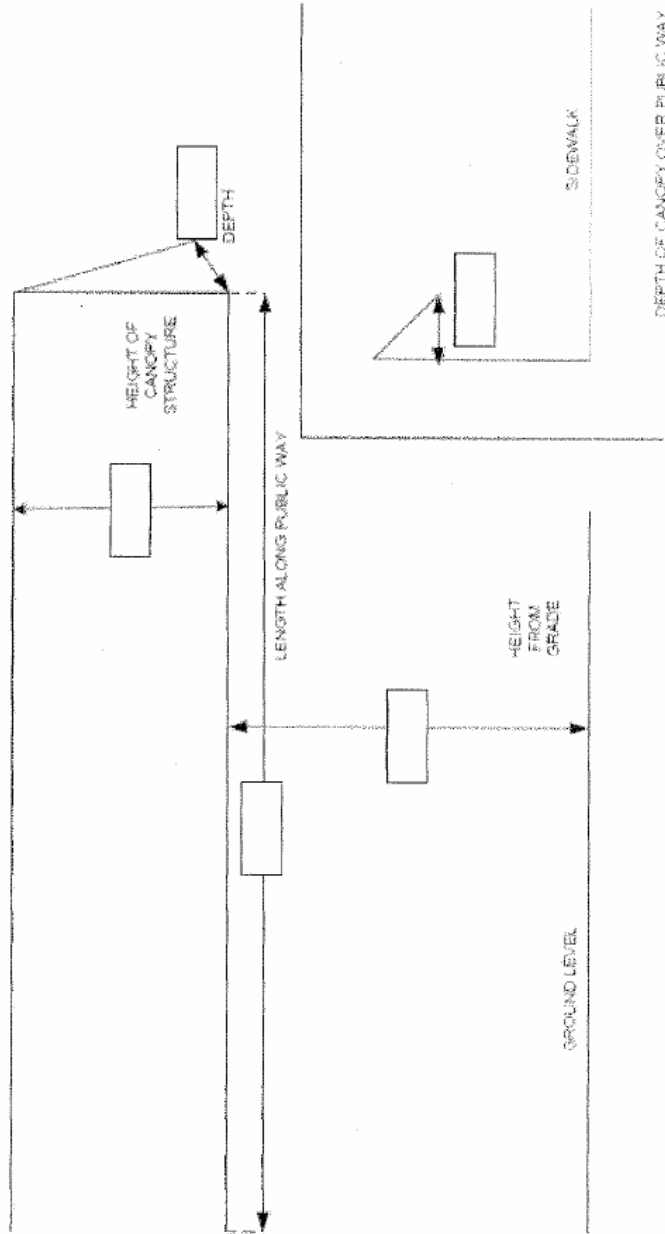 HEIGHT OF
CANOPY
STRUCTURE
DEPTH
LENGTH ALONG PUBLIC WAY
HEIGHT
FROM
GRADE
GROUND LEVEL
SIDEWALK
DEPTH OF CANOPY OVER PUBLIC WAY